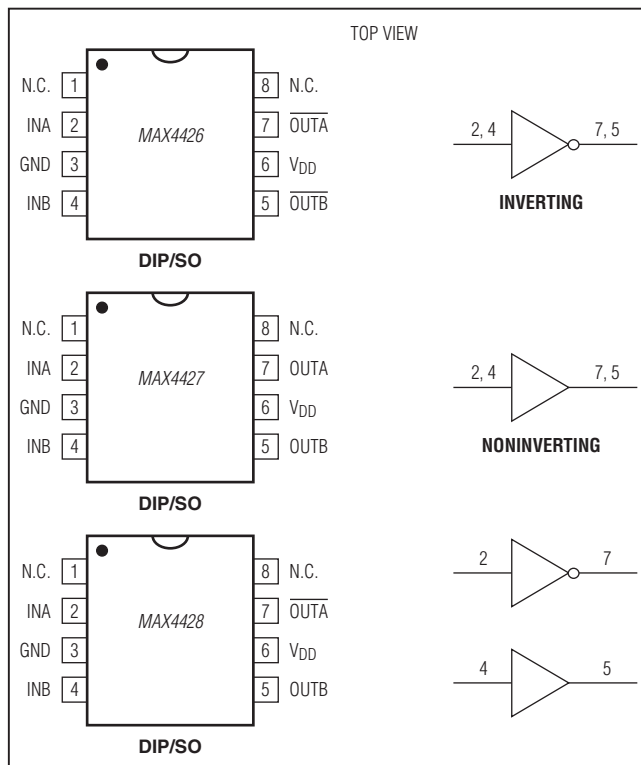 TOP VIEW
N.C. 1 8 N.C.
INA 2 MAX4426 7 O̅U̅T̅A̅ 2, 4 7, 5
GND 3 6 VDD
INB 4 5 O̅U̅T̅B̅ INVERTING
DIP/SO
N.C. 1 8 N.C.
INA 2 MAX4427 7 OUTA 2, 4 7, 5
GND 3 6 VDD
INB 4 5 OUTB NONINVERTING
DIP/SO
N.C. 1 8 N.C. 2 7
INA 2 MAX4428 7 O̅U̅T̅A̅
GND 3 6 VDD
INB 4 5 OUTB 4 5
DIP/SO